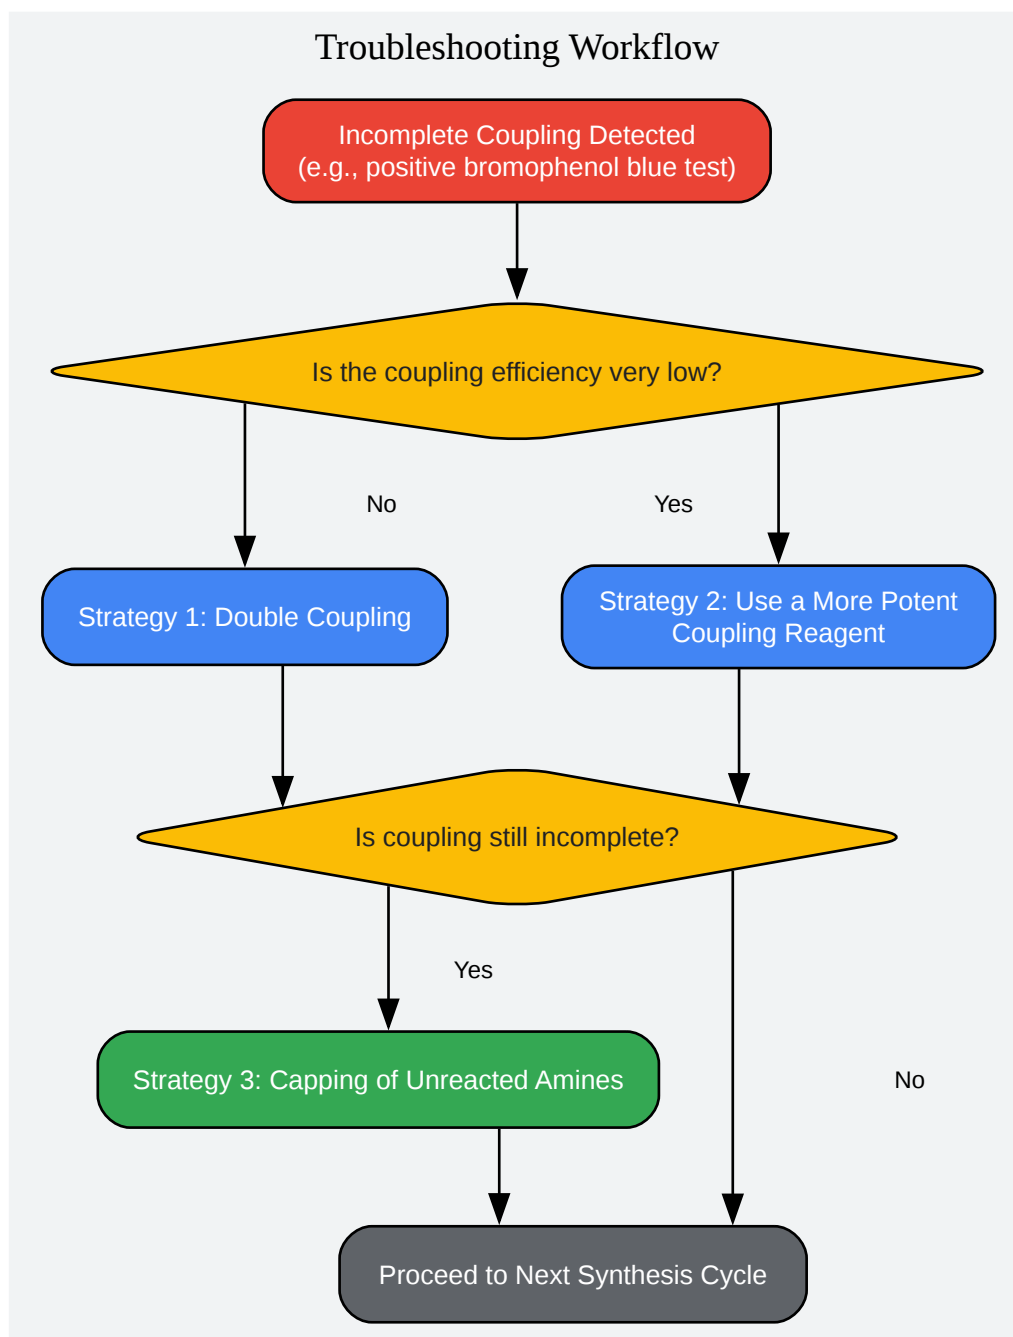 Troubleshooting Workflow
Incomplete Coupling Detected
(e.g., positive bromophenol blue test)
Is the coupling efficiency very low?
No
Yes
Strategy 1: Double Coupling
Strategy 2: Use a More Potent
Coupling Reagent
Is coupling still incomplete?
Yes
Strategy 3: Capping of Unreacted Amines
No
Proceed to Next Synthesis Cycle